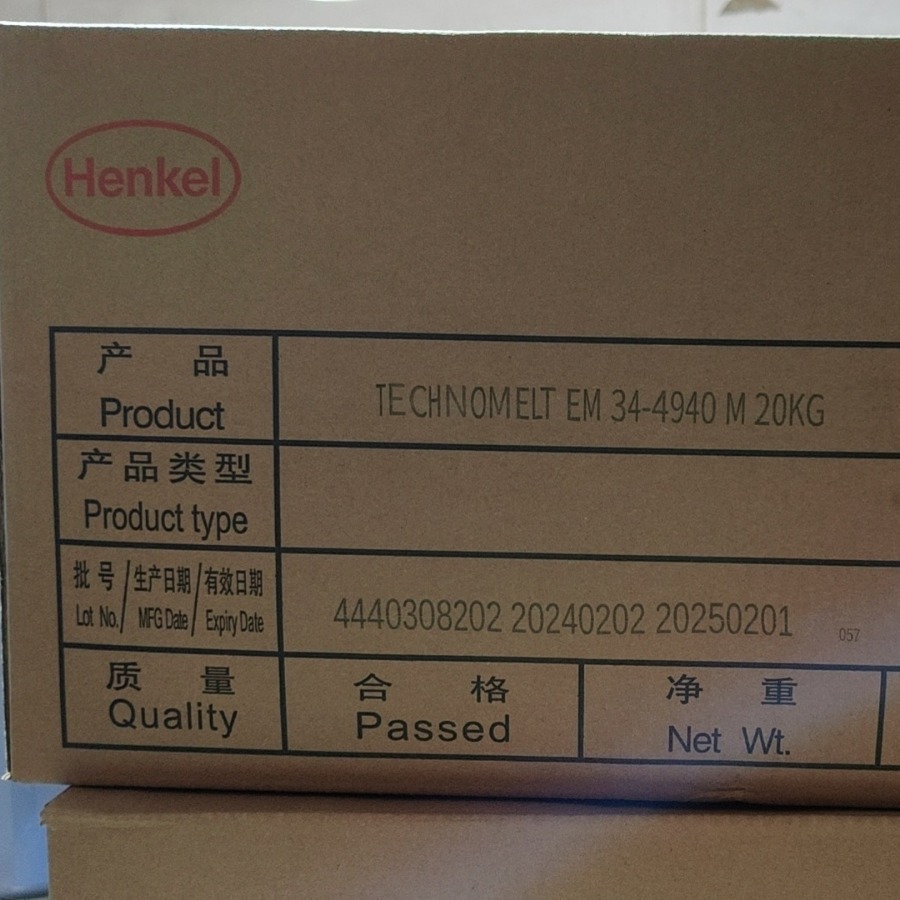 Henkel
产 品
Product
TECHNOMELT EM 34-4940 M 20KG
产品类型
Product type
批号/生产日期/有效日期
Lot No./MFG Date/Expiry Date
4440308202 20240202 20250201
057
质 量
Quality
合 格
Passed
净 重
Net Wt.